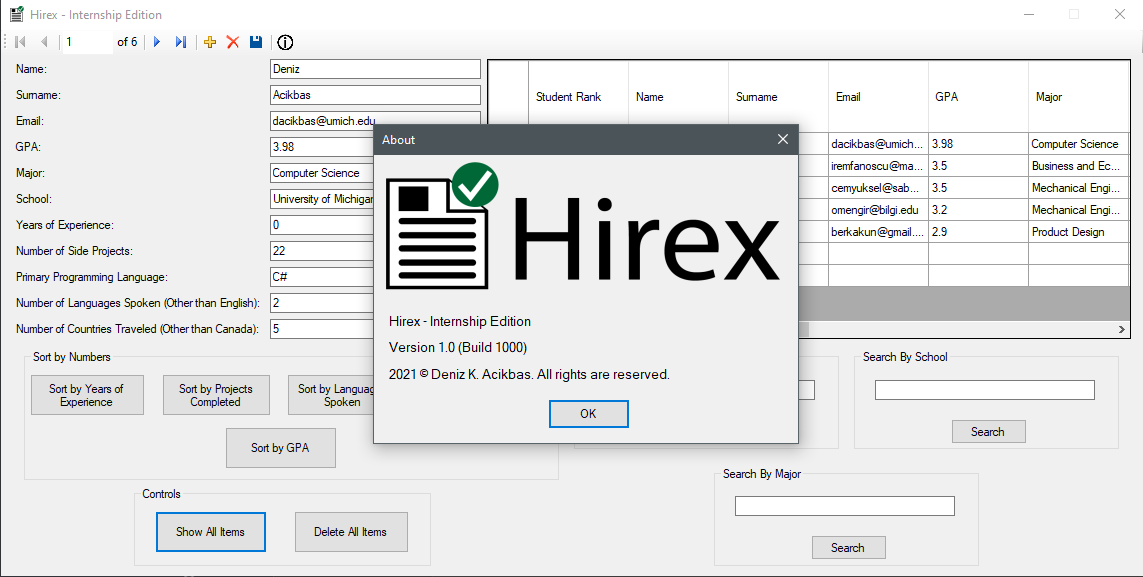 Hirex - Internship Edition
1 of 6
Name: Deniz
Surname: Acikbas
Email: dacikbas@umich.edu
GPA: 3.98
Major: Computer Science
School: University of Michigan
Years of Experience: 0
Number of Side Projects: 22
Primary Programming Language: C#
Number of Languages Spoken (Other than English): 2
Number of Countries Traveled (Other than Canada): 5
Student Rank Name Surname Email GPA Major
dacikbas@umich... 3.98 Computer Science
iremfanoscu@ma... 3.5 Business and Ec...
cemyuksel@sab... 3.5 Mechanical Engi...
omengir@bilgi.edu 3.2 Mechanical Engi...
berkakun@gmail.... 2.9 Product Design
About
Hirex
Hirex - Internship Edition
Version 1.0 (Build 1000)
2021 © Deniz K. Acikbas. All rights are reserved.
OK
Sort by Numbers
Sort by Years of
Experience
Sort by Projects
Completed
Sort by Languag
Spoken
Sort by GPA
Search By School
Search
Search By Major
Search
Controls
Show All Items
Delete All Items